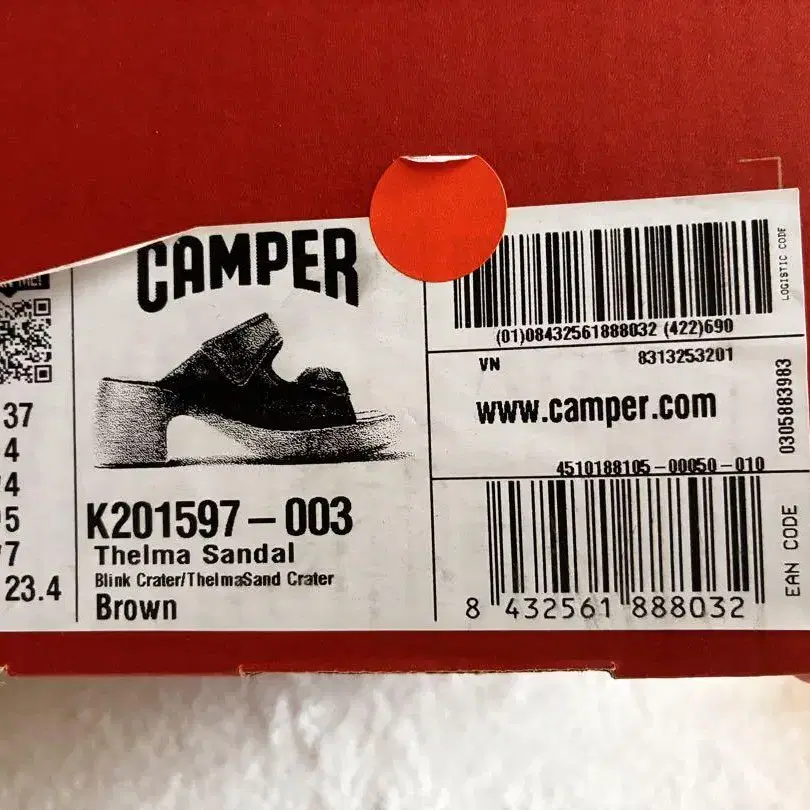 CAMPER
37
4
4
5
7
23.4
K201597-003
Thelma Sandal
Blink Crater/ThelmaSand Crater
Brown
LOGISTIC CODE
(01)08432561888032 (422)690
VN 8313253201
www.camper.com
0305883983
4510188105-00050-010
EAN CODE
8 432561 888032